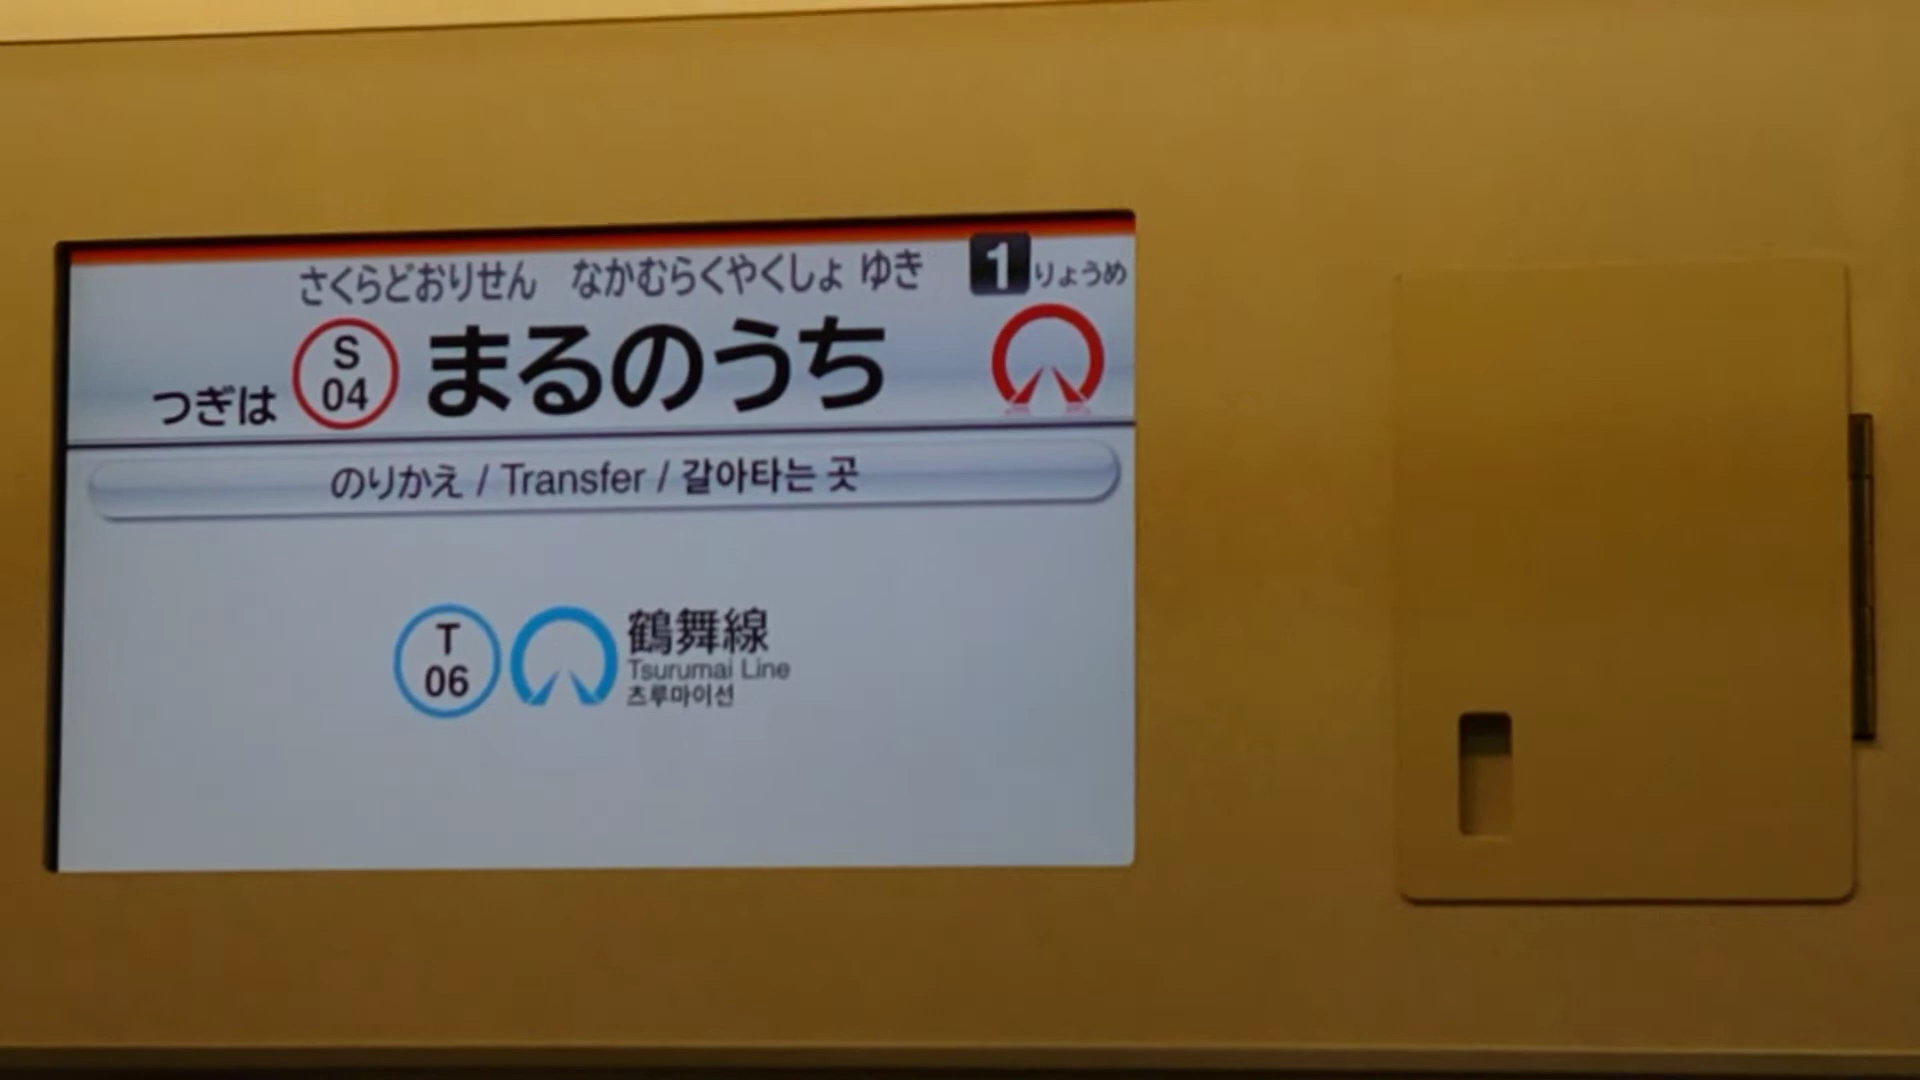 さくらどおりせん なかむらくやくしょ ゆき 1りょうめ
つぎは S 04 まるのうち
のりかえ / Transfer / 갈아타는 곳
T 06 鶴舞線
Tsurumai Line
츠루마이선